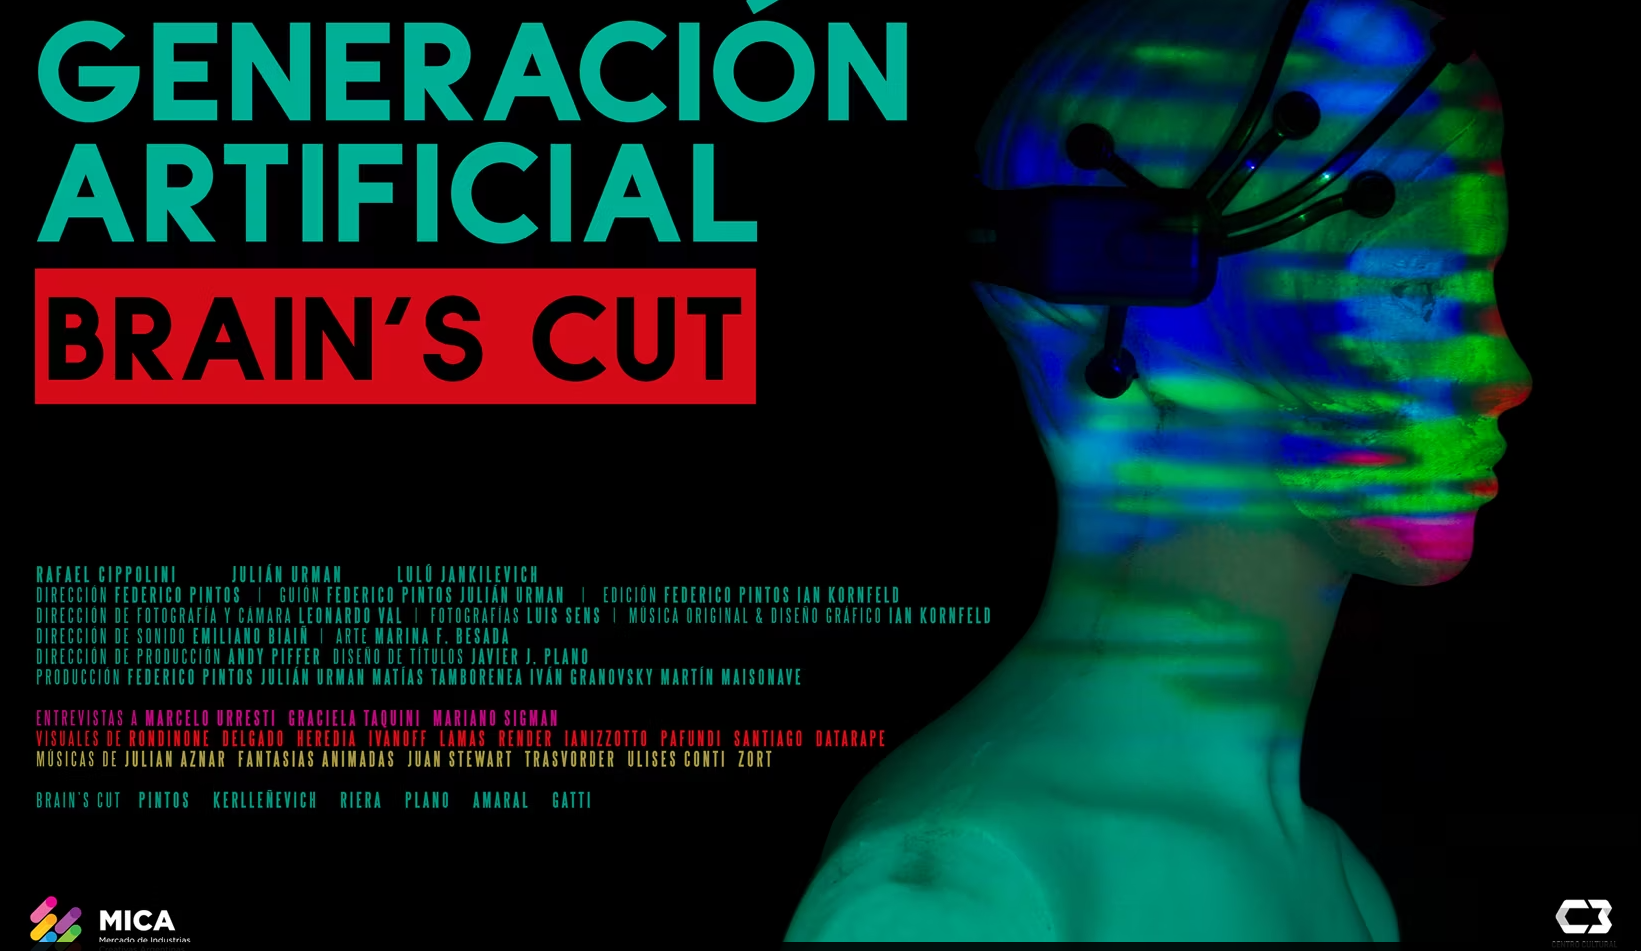 GENERACIÓN
ARTIFICIAL
BRAIN'S CUT
RAFAEL CIPPOLINI JULIÁN URMAN LULÚ JANKILEVICH
DIRECCIÓN FEDERICO PINTOS | GUIÓN FEDERICO PINTOS JULIÁN URMAN | EDICIÓN FEDERICO PINTOS IAN KORNFELD
DIRECCIÓN DE FOTOGRAFÍA Y CÁMARA LEONARDO VAL | FOTOGRAFÍAS LUIS SENS | MÚSICA ORIGINAL & DISEÑO GRÁFICO IAN KORNFELD
DIRECCIÓN DE SONIDO EMILIANO BIAIÑ | ARTE MARINA F. BESADA
DIRECCIÓN DE PRODUCCIÓN ANDY PIFFER DISEÑO DE TÍTULOS JAVIER J. PLANO
PRODUCCIÓN FEDERICO PINTOS JULIÁN URMAN MATÍAS TAMBORENEA IVÁN GRANOVSKY MARTÍN MAISONAVE
ENTREVISTAS A MARCELO URRESTI GRACIELA TAQUINI MARIANO SIGMAN
VISUALES DE RONDINONE DELGADO HEREDIA IVANOFF LAMAS RENDER IANIZZOTTO PAFUNDI SANTIAGO DATARAPE
MÚSICAS DE JULIAN AZNAR FANTASIAS ANIMADAS JUAN STEWART TRASVORDER ULISES CONTI ZORT
BRAIN'S CUT PINTOS KERLLEÑEVICH RIERA PLANO AMARAL GATTI
MICA
Mercado de Industrias
C3
CENTRO CULTURAL